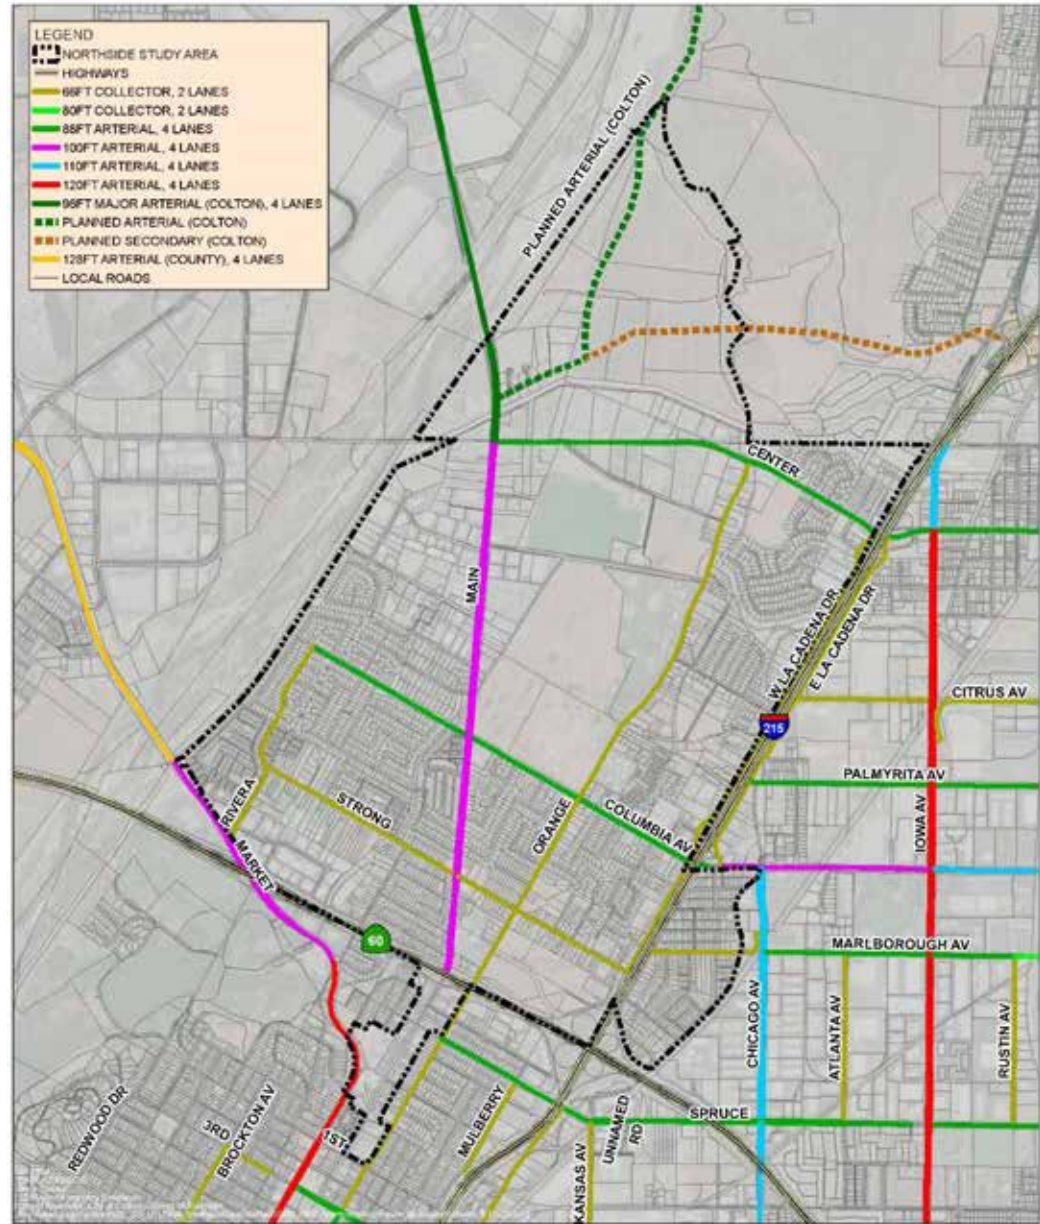 LEGEND
NORTHSIDE STUDY AREA
HIGHWAYS
66FT COLLECTOR, 2 LANES
80FT COLLECTOR, 2 LANES
88FT ARTERIAL, 4 LANES
100FT ARTERIAL, 4 LANES
110FT ARTERIAL, 4 LANES
120FT ARTERIAL, 4 LANES
96FT MAJOR ARTERIAL (COLTON), 4 LANES
PLANNED ARTERIAL (COLTON)
PLANNED SECONDARY (COLTON)
128FT ARTERIAL (COUNTY), 4 LANES
LOCAL ROADS
PLANNED ARTERIAL (COLTON)
CENTER
MAIN
W LA CADENA DR
E LA CADENA DR
CITRUS AV
215
PALMYRITA AV
RIVERA
STRONG
ORANGE
COLUMBIA AV
IOWA AV
MARKET
60
MARLBOROUGH AV
CHICAGO AV
ATLANTA AV
RUSTIN AV
REDWOOD DR
3RD
BROCKTON AV
1ST
MULBERRY
UNNAMED RD
SPRUCE
KANSAS AV